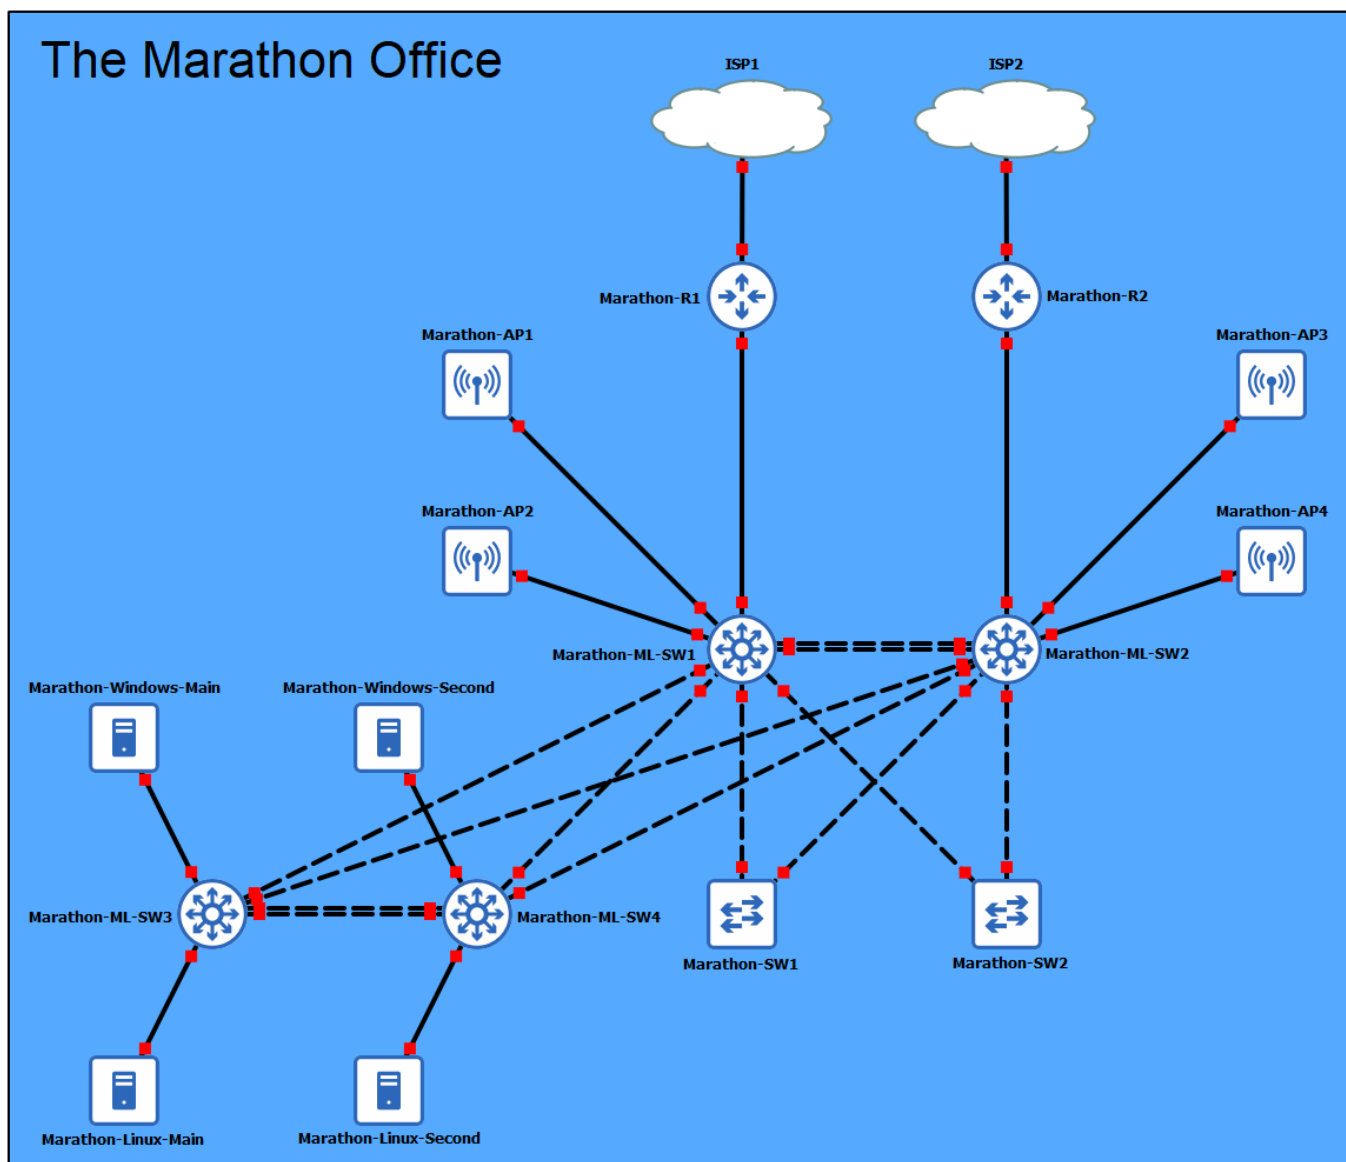 The Marathon Office
ISP1
ISP2
Marathon-R1
Marathon-R2
Marathon-AP1
Marathon-AP3
Marathon-AP2
Marathon-AP4
Marathon-ML-SW1
Marathon-ML-SW2
Marathon-Windows-Main
Marathon-Windows-Second
Marathon-ML-SW3
Marathon-ML-SW4
Marathon-SW1
Marathon-SW2
Marathon-Linux-Main
Marathon-Linux-Second